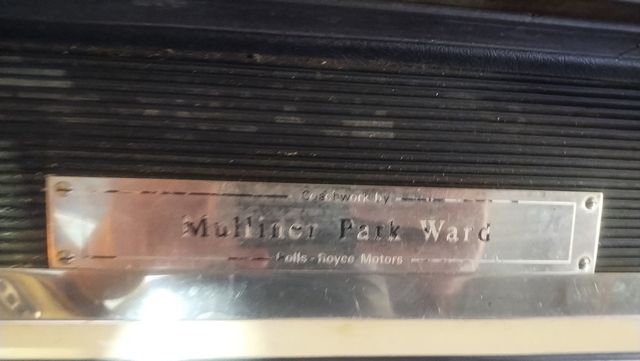 Coachwork by
Mulliner Park Ward
Rolls-Royce Motors